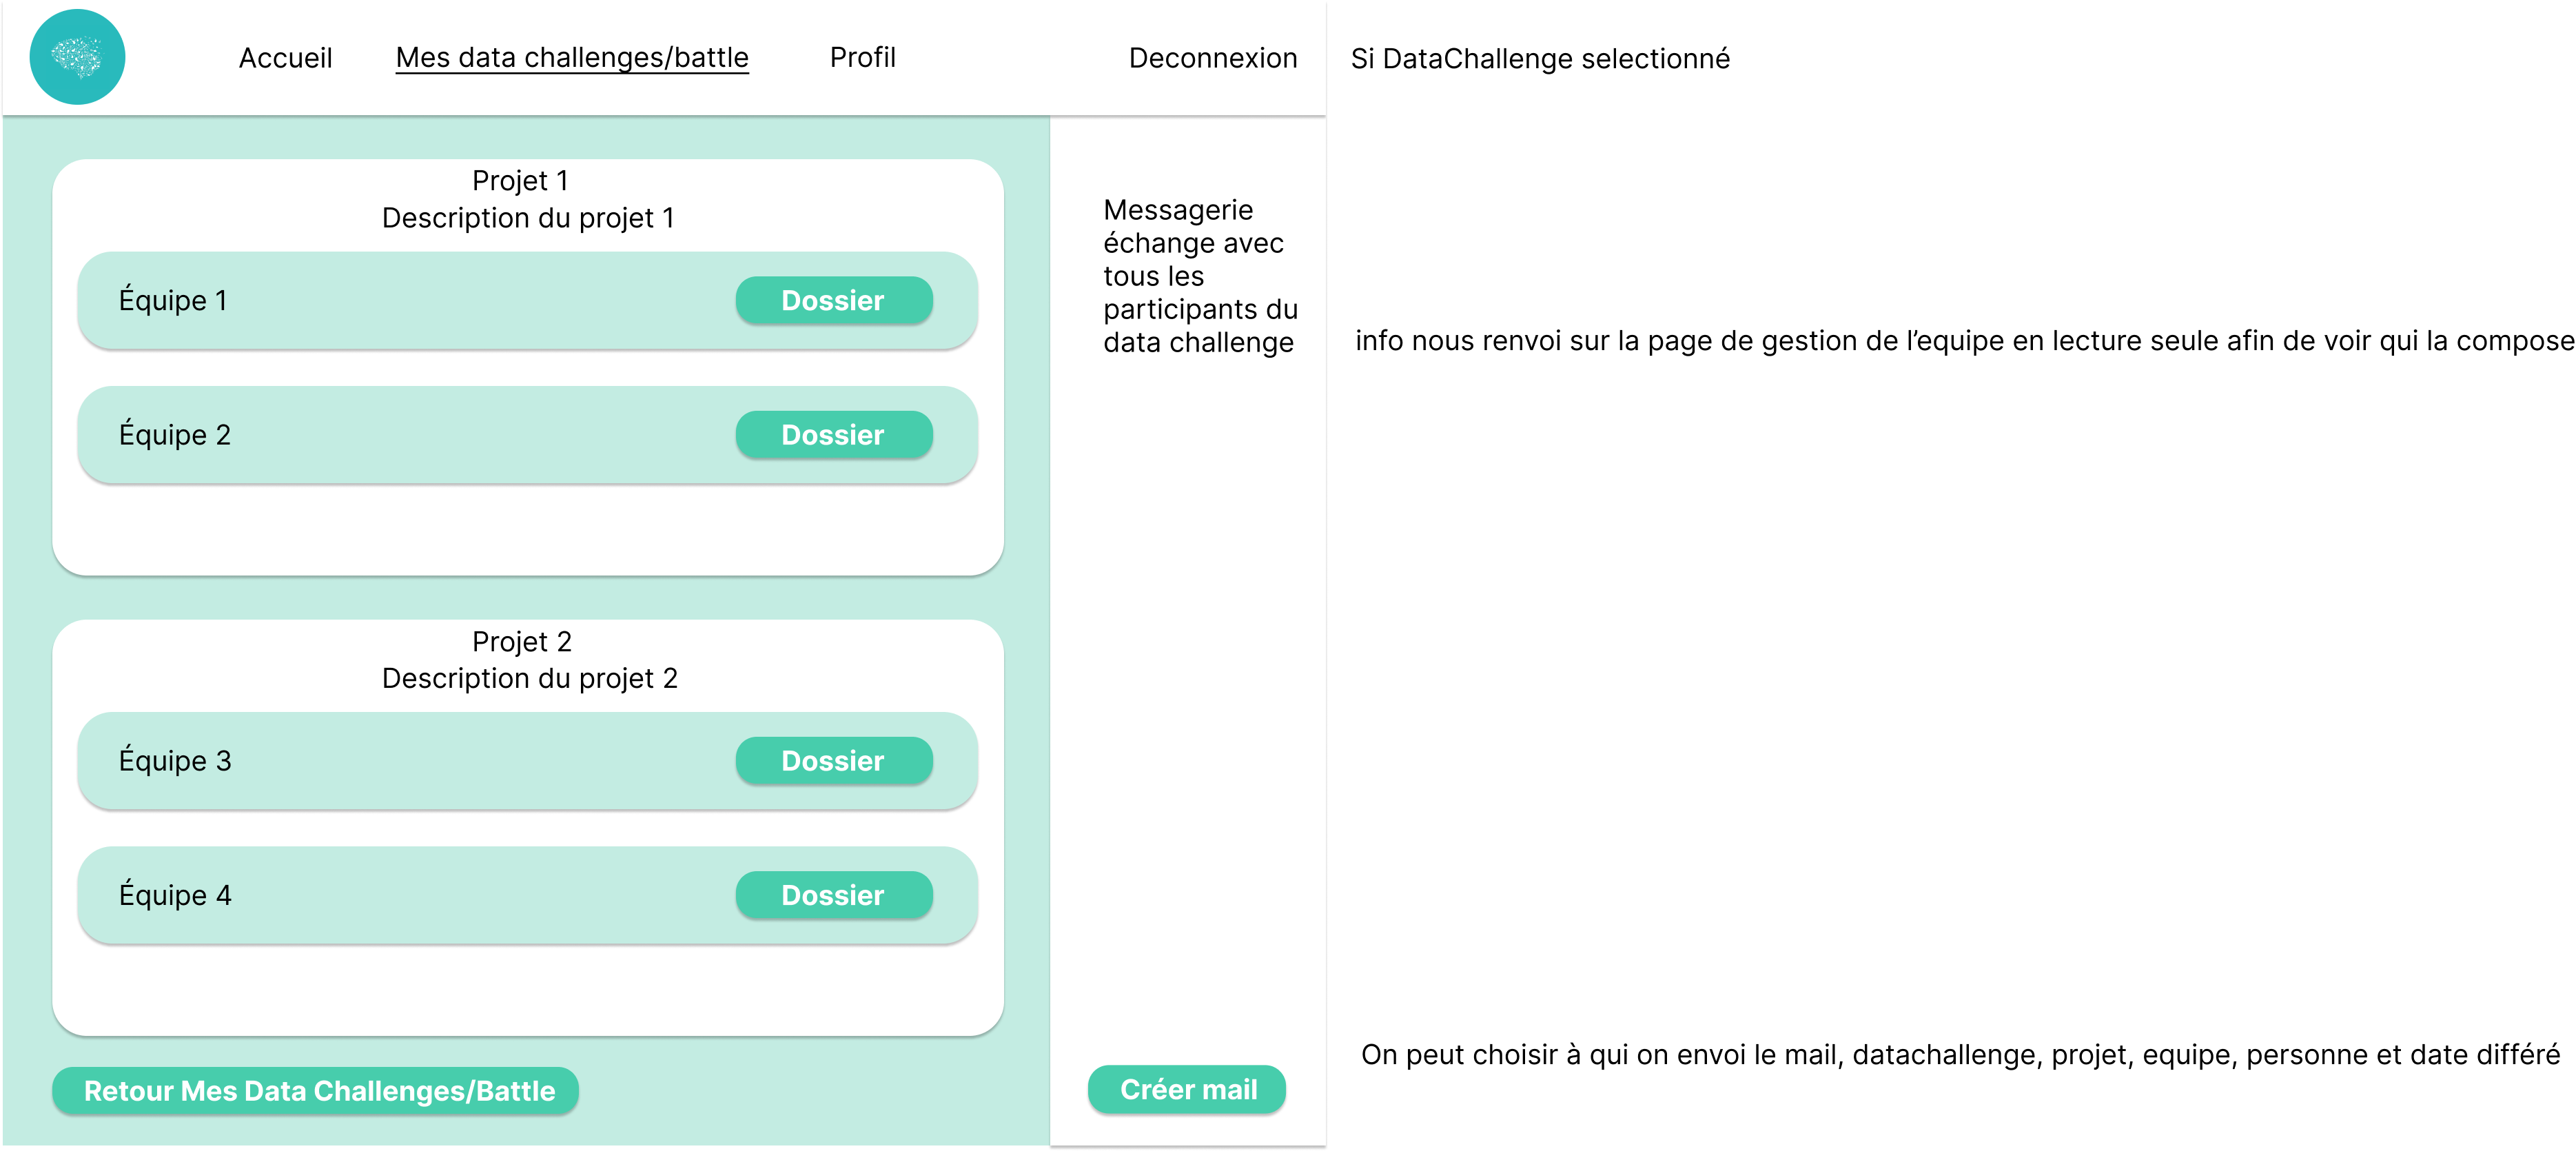 Accueil
Mes data challenges/battle
Profil
Deconnexion
Si DataChallenge selectionné
Projet 1
Description du projet 1
Équipe 1
Dossier
Équipe 2
Dossier
Messagerie
échange avec
tous les
participants du
data challenge
info nous renvoi sur la page de gestion de l’equipe en lecture seule afin de voir qui la compose
Projet 2
Description du projet 2
Équipe 3
Dossier
Équipe 4
Dossier
Retour Mes Data Challenges/Battle
Créer mail
On peut choisir à qui on envoi le mail, datachallenge, projet, equipe, personne et date différé